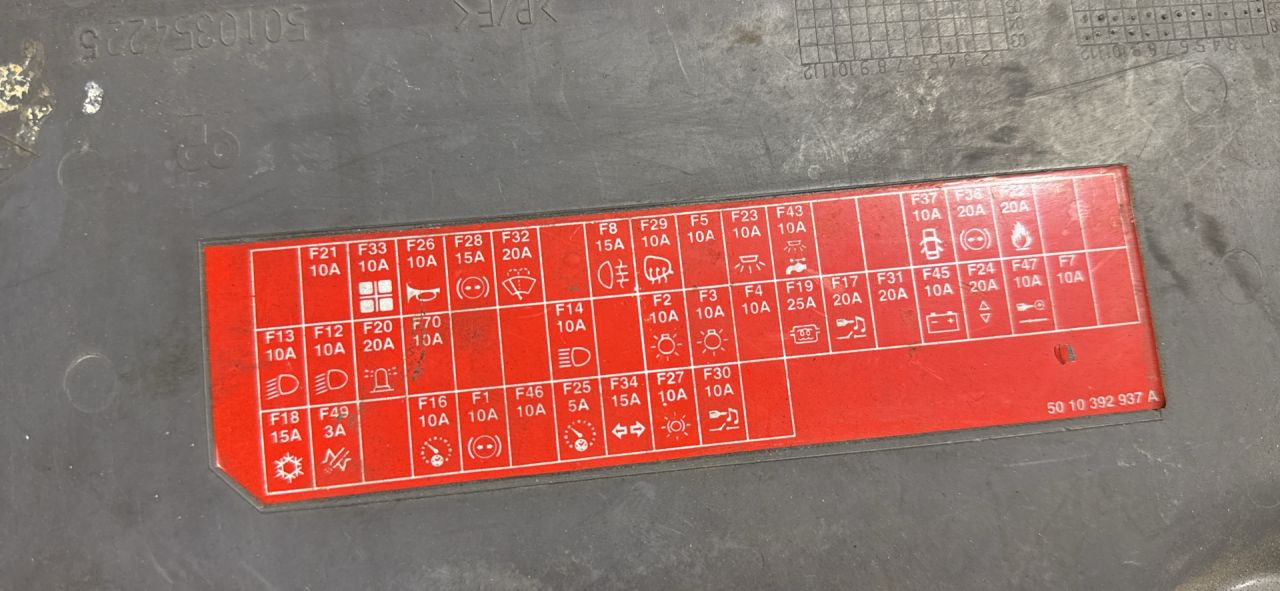 5010354225
>P/E<
F21 10A
F33 10A
F26 10A
F28 15A
F32 20A
F8 15A
F29 10A
F5 10A
F23 10A
F43 10A
F37 10A
F38 20A
F22 20A
F13 10A
F12 10A
F20 20A
F70 10A
F14 10A
F2 10A
F3 10A
F4 10A
F19 25A
F17 20A
F31 20A
F45 10A
F24 20A
F47 10A
F7 10A
F18 15A
F49 3A
F16 10A
F1 10A
F46 10A
F25 5A
F34 15A
F27 10A
F30 10A
50 10 392 937 A